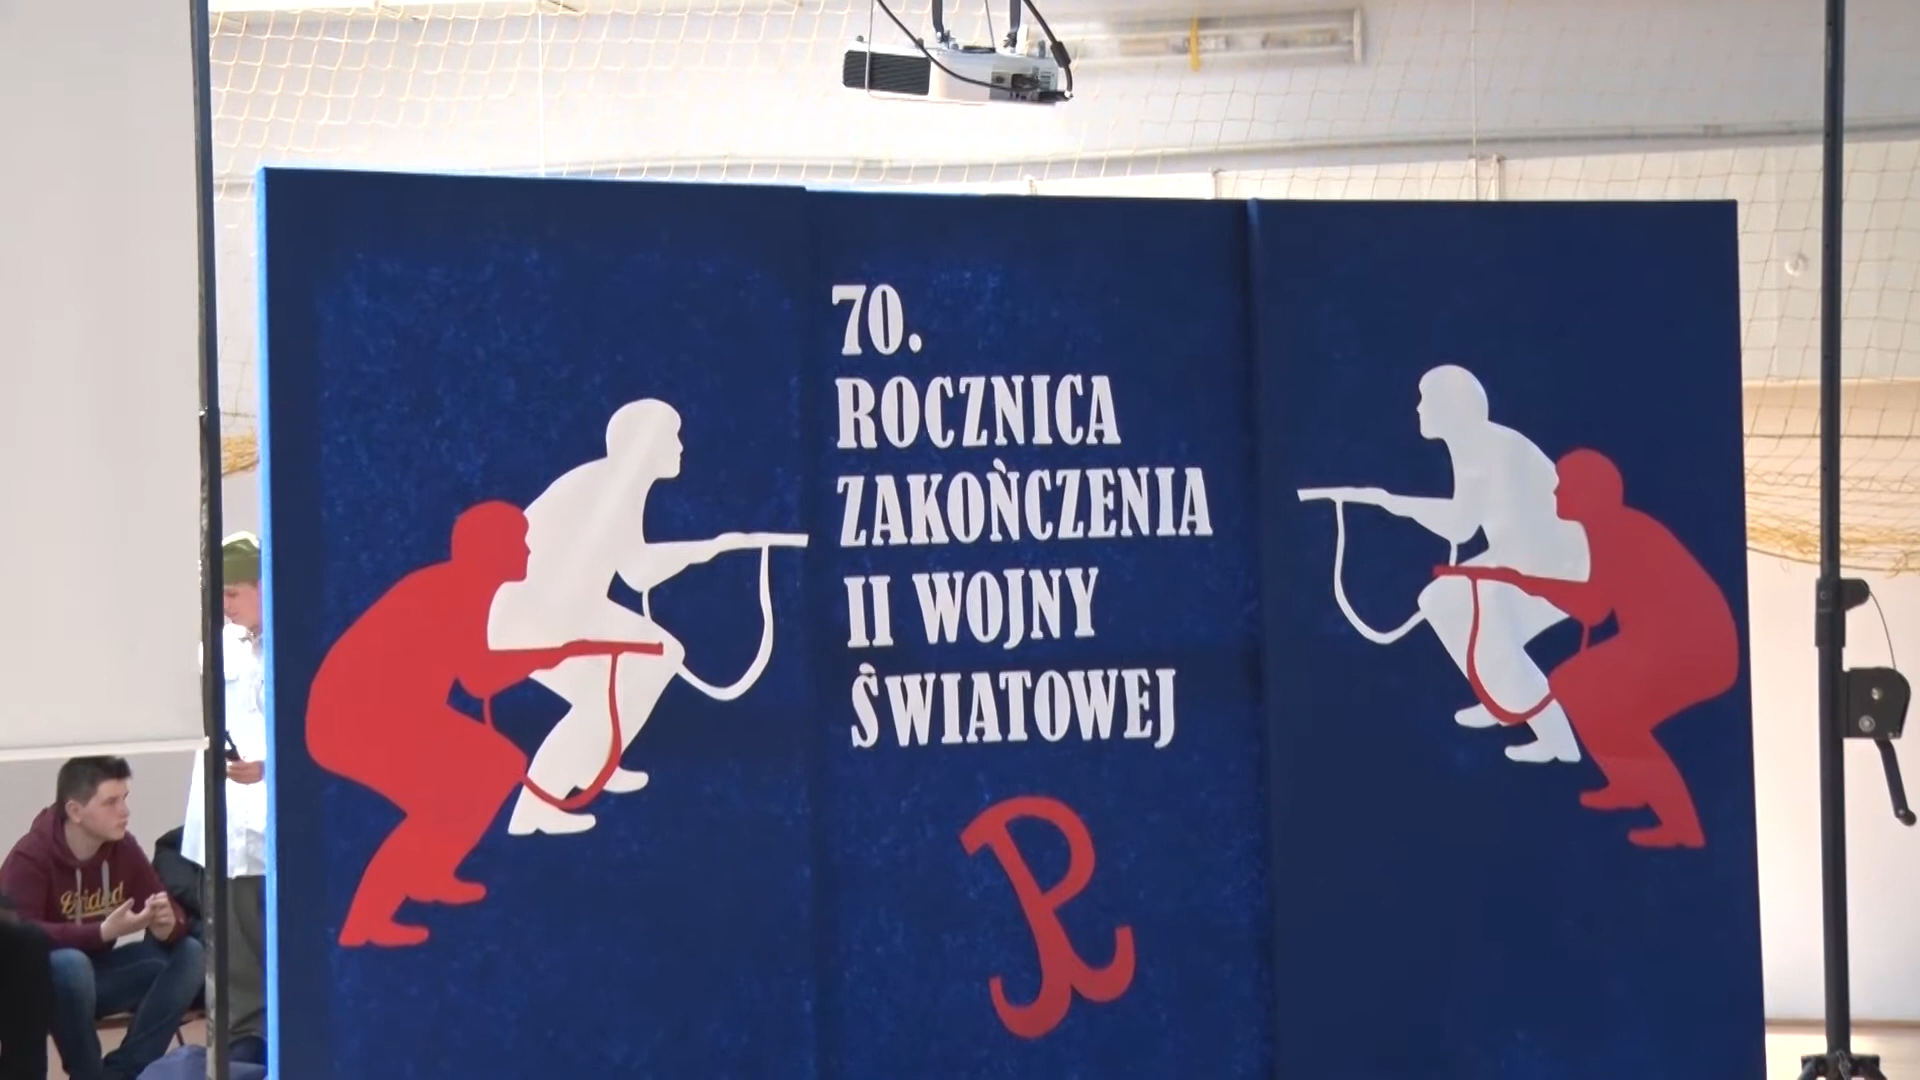 70.
ROCZNICA
ZAKOŃCZENIA
II WOJNY
ŚWIATOWEJ